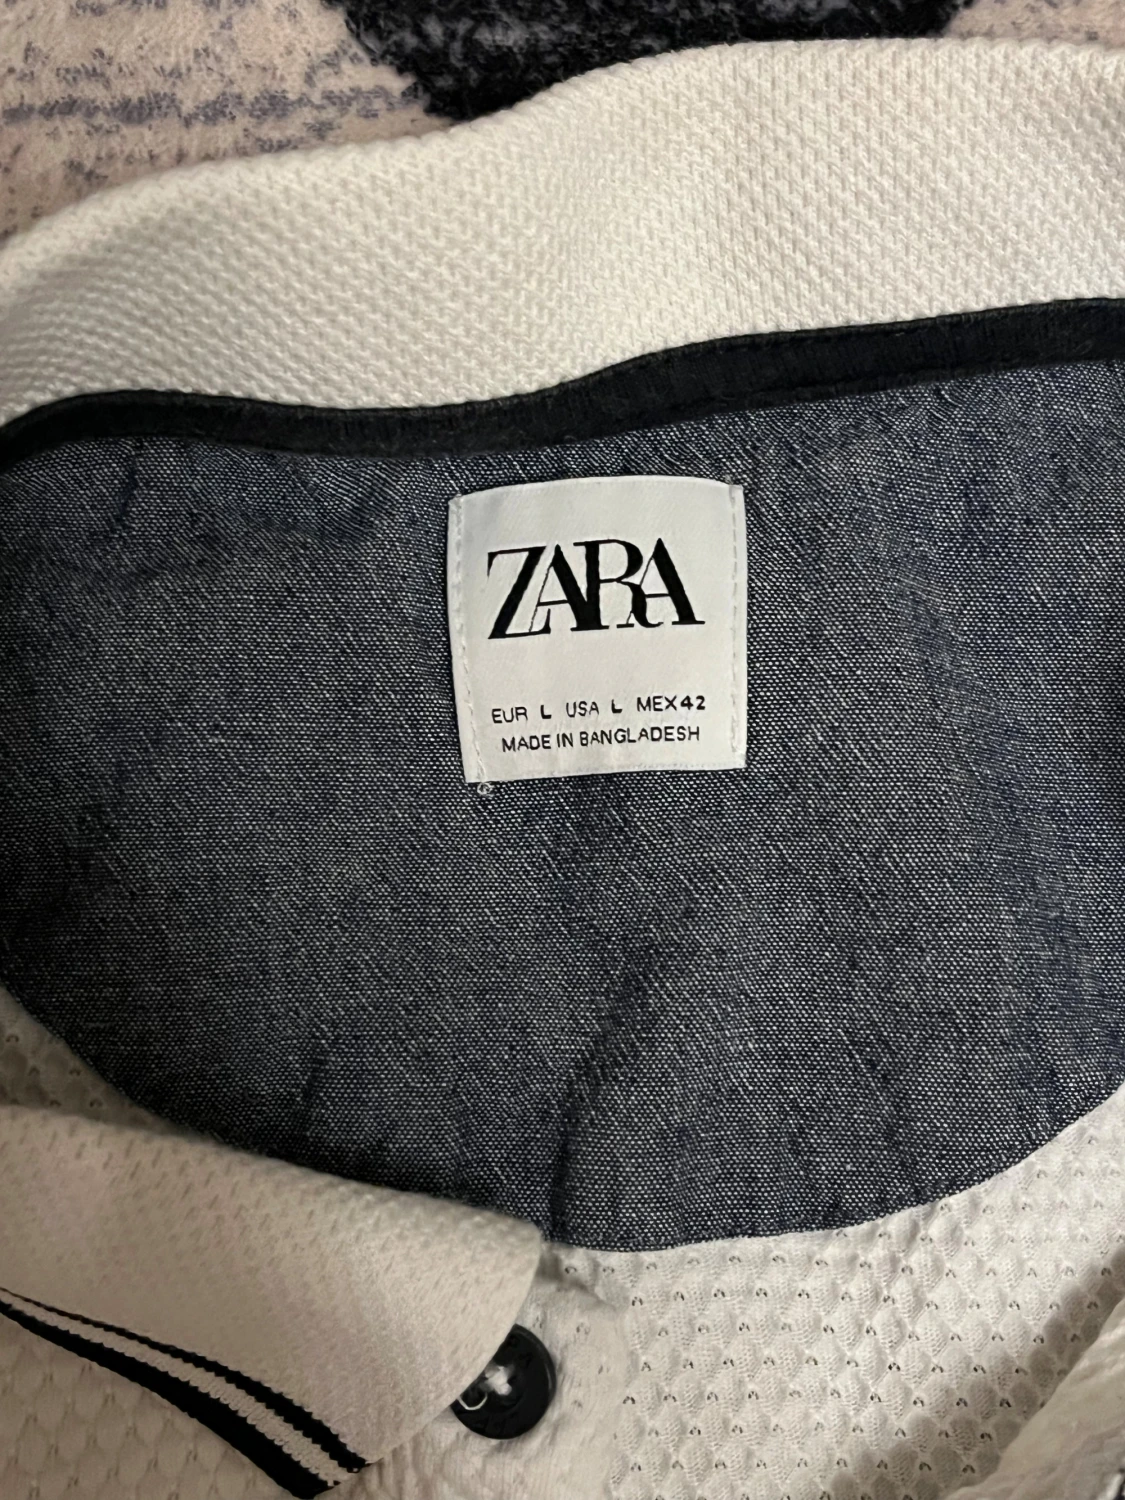 ZARA
EUR L USA L MEX 42
MADE IN BANGLADESH